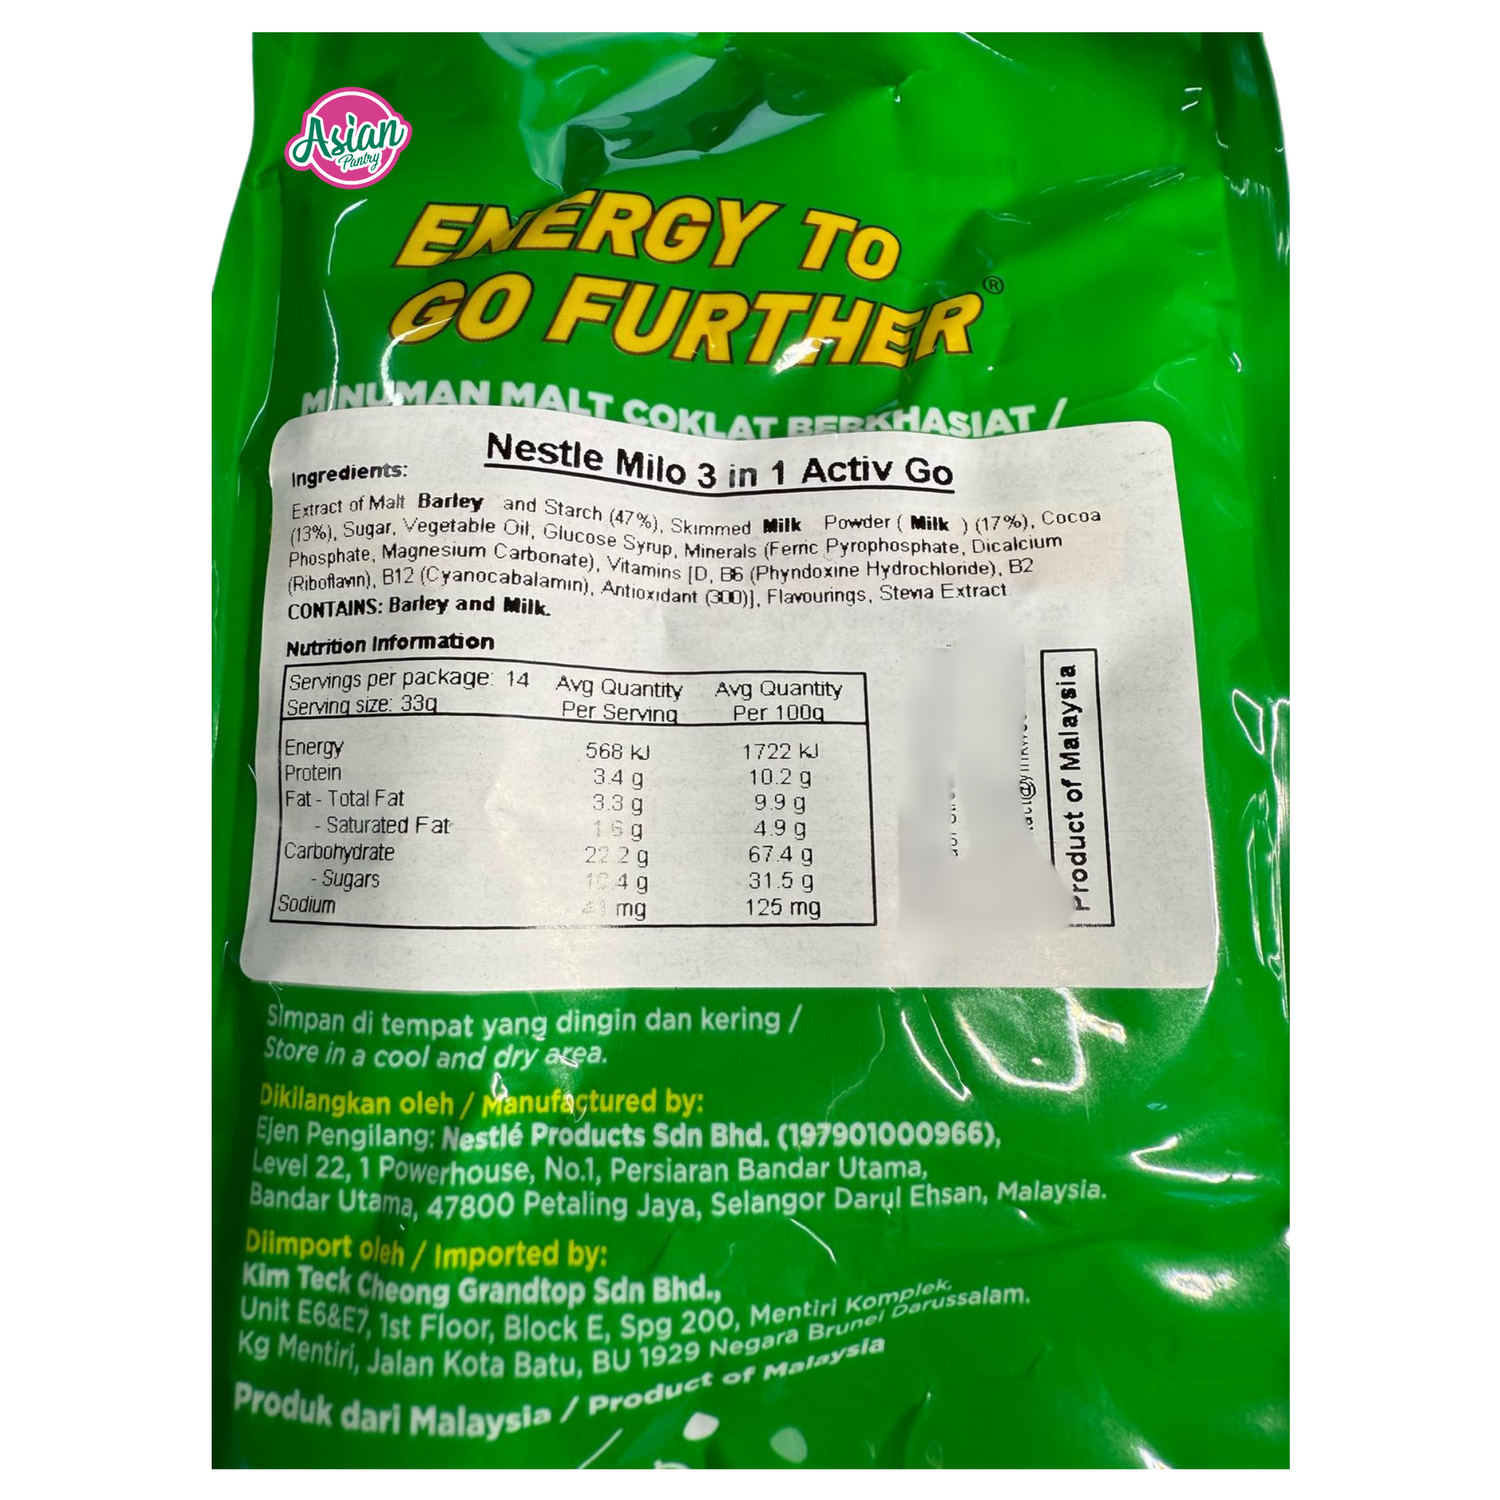 Asian
Pantry
ENERGY TO
GO FURTHER®
MINUMAN MALT COKLAT BERKHASIAT /
Nestle Milo 3 in 1 Activ Go
Ingredients:
Extract of Malt Barley and Starch (47%), Skimmed Milk Powder ( Milk ) (17%), Cocoa
(13%), Sugar, Vegetable Oil, Glucose Syrup, Minerals (Ferric Pyrophosphate, Dicalcium
Phosphate, Magnesium Carbonate), Vitamins [D, B6 (Phyndoxine Hydrochloride), B2
(Riboflavin), B12 (Cyanocabalamin), Antioxidant (300)], Flavourings, Stevia Extract
CONTAINS: Barley and Milk.
Nutrition Information
Servings per package: 14 Avg Quantity Avg Quantity
Serving size: 33g Per Serving Per 100g
Energy 568 kJ 1722 kJ
Protein 3.4 g 10.2 g
Fat - Total Fat 3.3 g 9.9 g
- Saturated Fat 1.6 g 4.9 g
Carbohydrate 22.2 g 67.4 g
- Sugars 10.4 g 31.5 g
Sodium mg 125 mg
Product of Malaysia
Simpan di tempat yang dingin dan kering /
Store in a cool and dry area.
Dikilangkan oleh / Manufactured by:
Ejen Pengilang: Nestlé Products Sdn Bhd. (197901000966),
Level 22, 1 Powerhouse, No.1, Persiaran Bandar Utama,
Bandar Utama, 47800 Petaling Jaya, Selangor Darul Ehsan, Malaysia.
Diimport oleh / Imported by:
Kim Teck Cheong Grandtop Sdn Bhd.,
Unit E6&E7, 1st Floor, Block E, Spg 200, Mentiri Komplek,
Kg Mentiri, Jalan Kota Batu, BU 1929 Negara Brunei Darussalam.
Produk dari Malaysia / Product of Malaysia